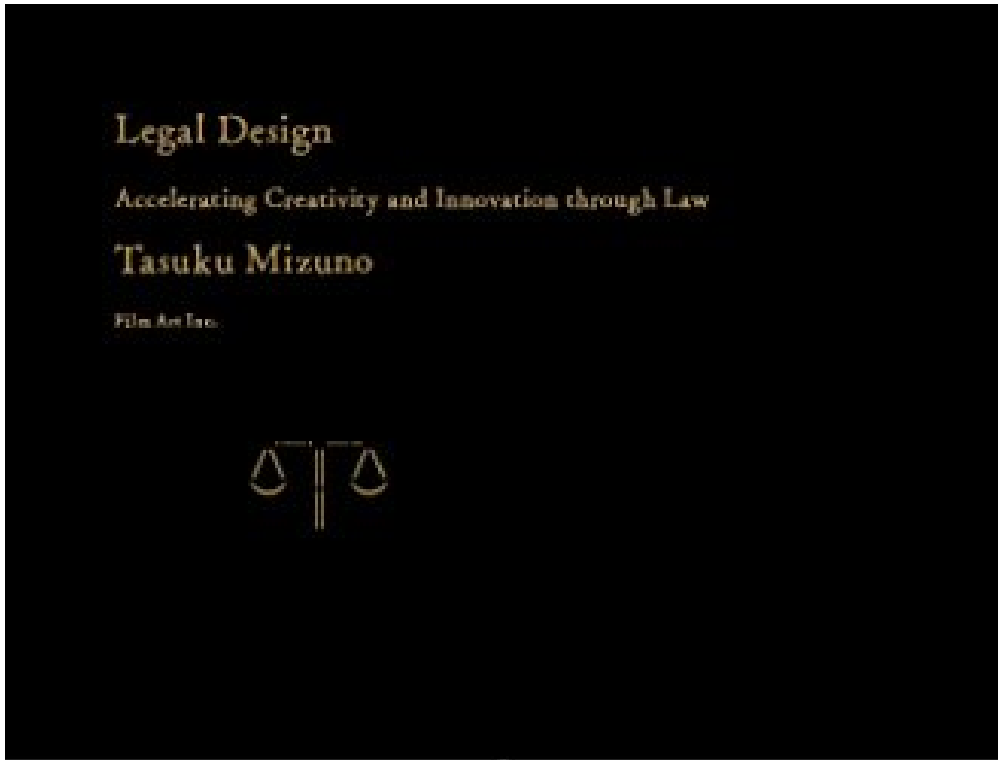 Legal Design
Accelerating Creativity and Innovation through Law
Tasuku Mizuno
Film Art Inc.